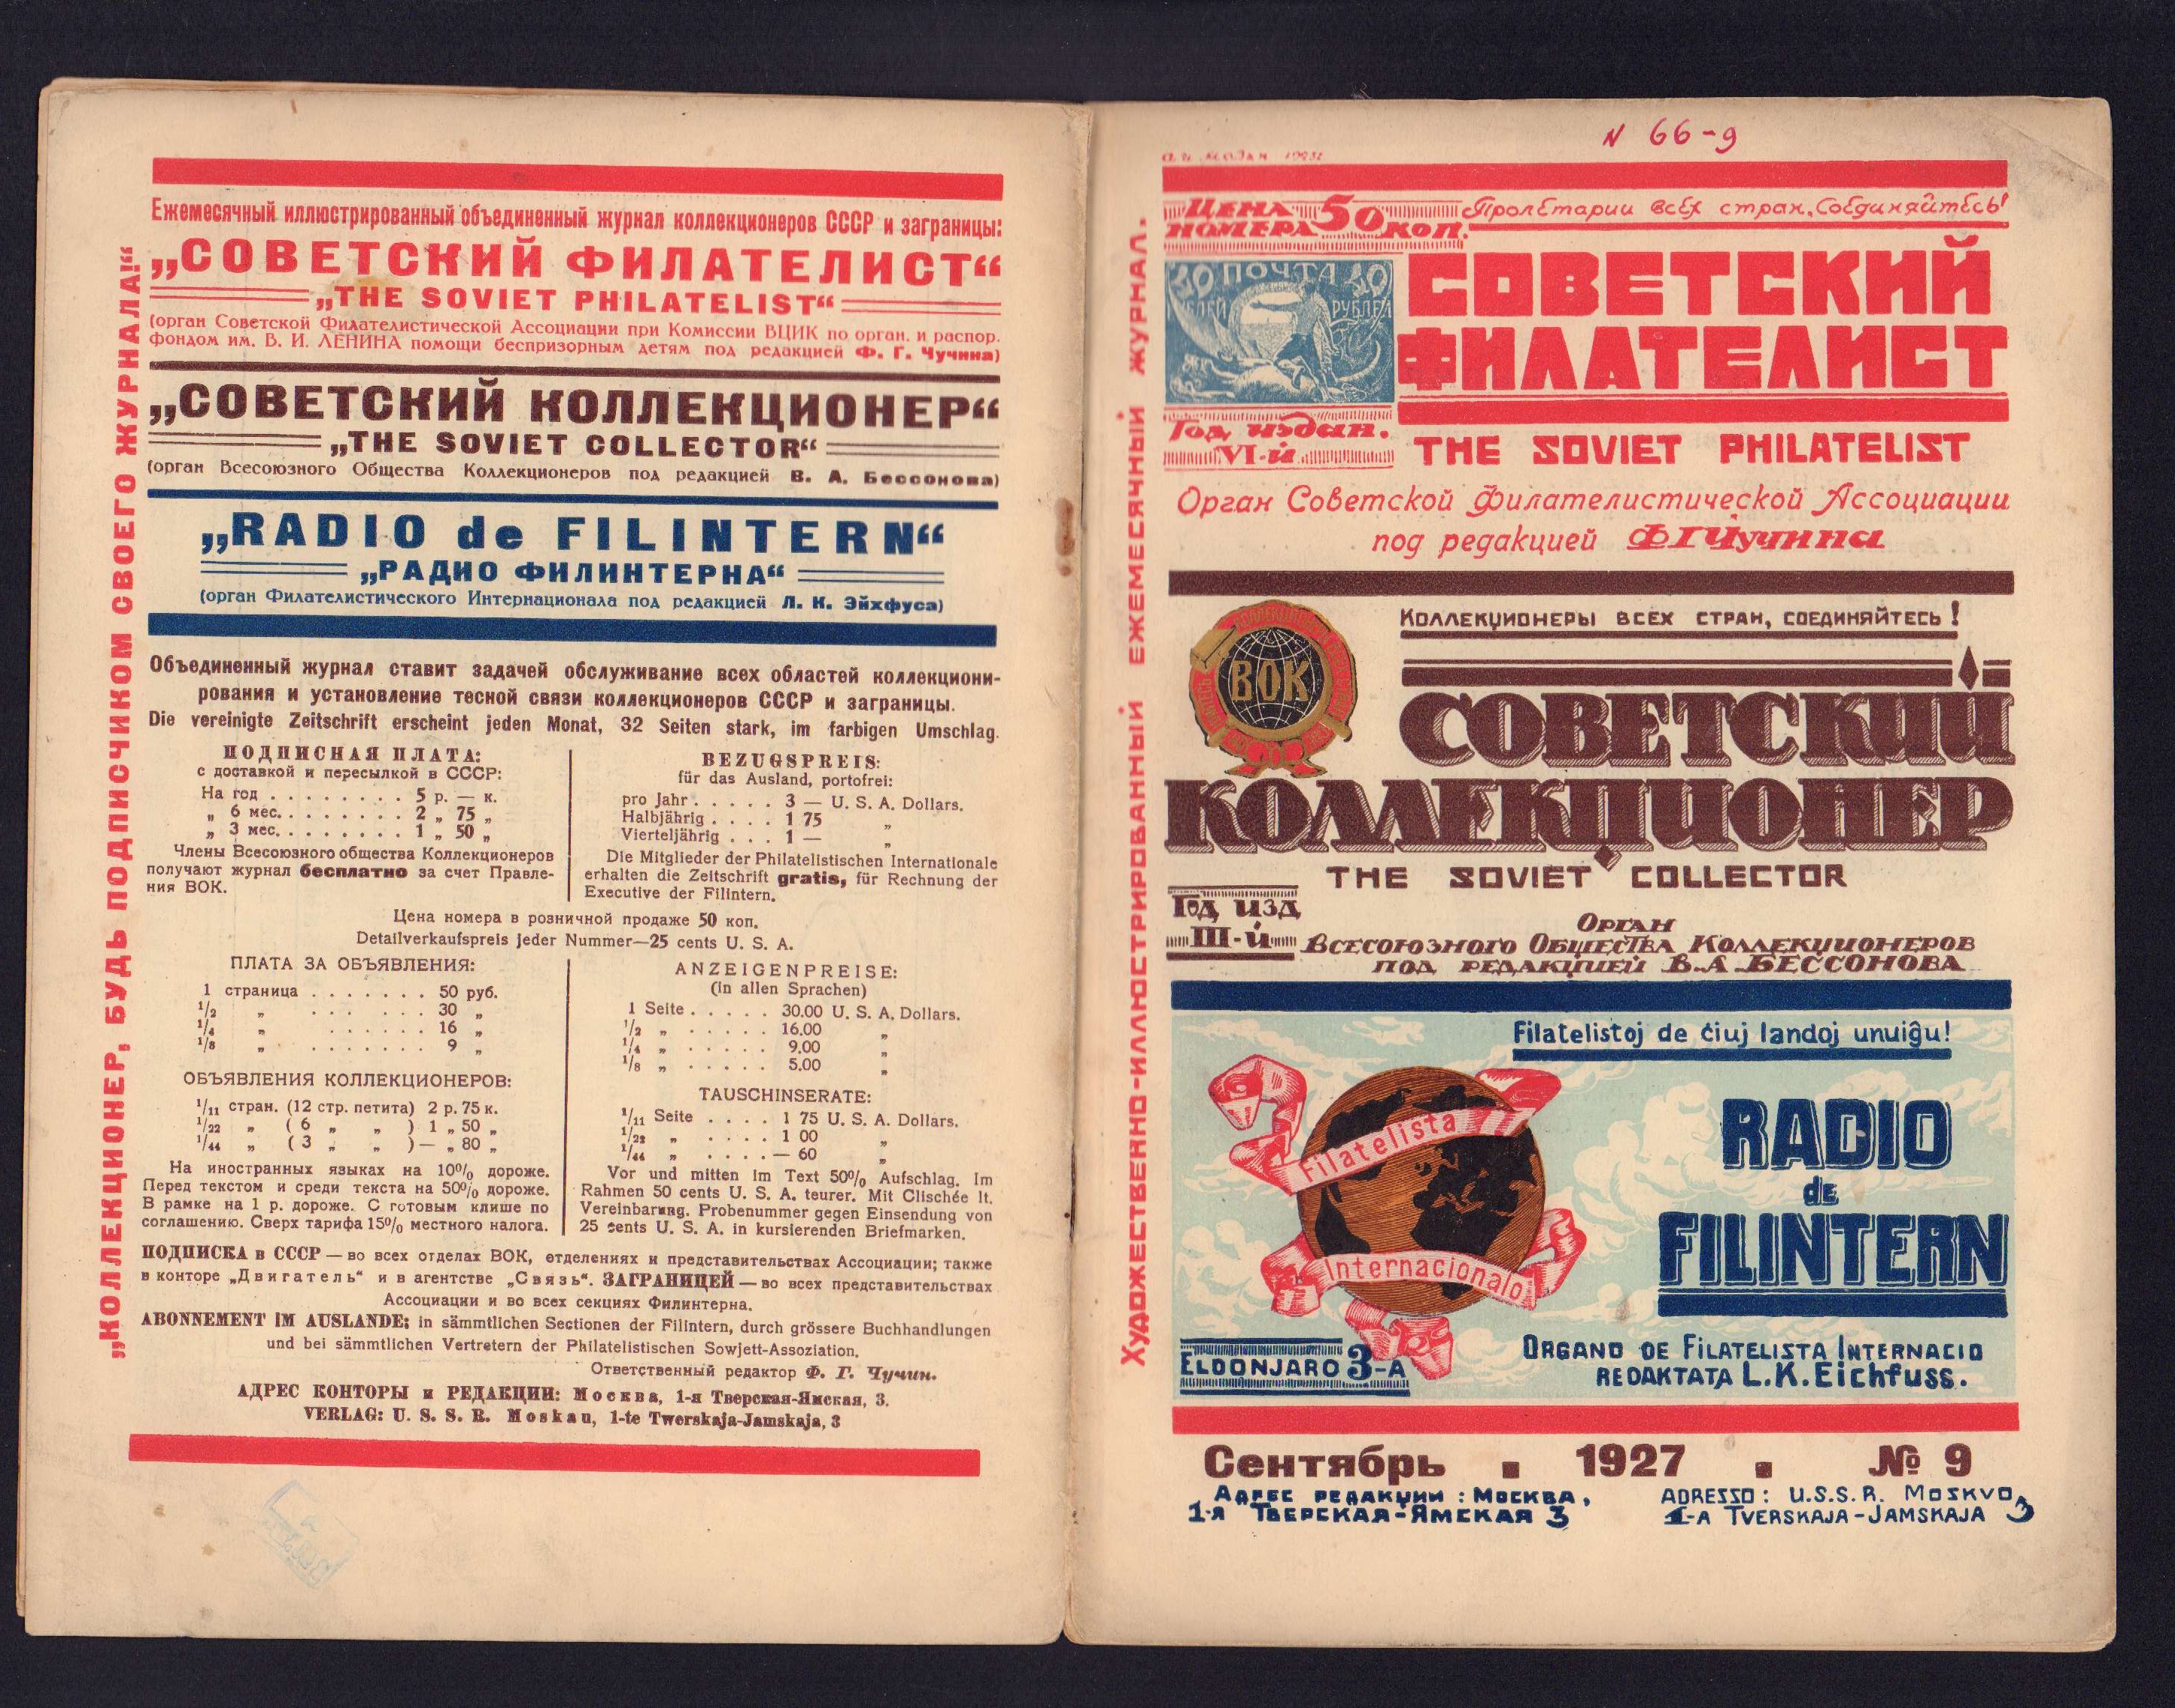 „КОЛЛЕКЦИОНЕР, БУДЬ ПОДПИСЧИКОМ СВОЕГО ЖУРНАЛА!“
Ежемесячный иллюстрированный объединенный журнал коллекционеров СССР и заграницы:
„СОВЕТСКИЙ ФИЛАТЕЛИСТ“
„THE SOVIET PHILATELIST“
(орган Советской Филателистической Ассоциации при Комиссии ВЦИК по орган. и распор.
фондом им. В. И. ЛЕНИНА помощи беспризорным детям под редакцией Ф. Г. Чучина)
„СОВЕТСКИЙ КОЛЛЕКЦИОНЕР“
„THE SOVIET COLLECTOR“
(орган Всесоюзного Общества Коллекционеров под редакцией В. А. Бессонова)
„RADIO de FILINTERN“
„РАДИО ФИЛИНТЕРНА“
(орган Филателистического Интернационала под редакцией Л. К. Эйхфуса)
Объединенный журнал ставит задачей обслуживание всех областей коллекциони-
рования и установление тесной связи коллекционеров СССР и заграницы.
Die vereinigte Zeitschrift erscheint jeden Monat, 32 Seiten stark, im farbigen Umschlag.
ПОДПИСНАЯ ПЛАТА:
с доставкой и пересылкой в СССР:
На год . . . . . . . . 5 р. — к.
„ 6 мес. . . . . . . . 2 „ 75 „
„ 3 мес. . . . . . . . 1 „ 50 „
Члены Всесоюзного общества Коллекционеров
получают журнал бесплатно за счет Правле-
ния ВОК.
BEZUGSPREIS:
für das Ausland, portofrei:
pro Jahr . . . . . 3 — U. S. A. Dollars.
Halbjährig . . . . 1 75 „
Vierteljährig . . . 1 — „
Die Mitglieder der Philatelistischen Internationale
erhalten die Zeitschrift gratis, für Rechnung der
Executive der Filintern.
Цена номера в розничной продаже 50 коп.
Detailverkaufspreis jeder Nummer—25 cents U. S. A.
ПЛАТА ЗА ОБЪЯВЛЕНИЯ:
1 страница . . . . . . . 50 руб.
1/2 „ . . . . . . . 30 „
1/4 „ . . . . . . . 16 „
1/8 „ . . . . . . . 9 „
ОБЪЯВЛЕНИЯ КОЛЛЕКЦИОНЕРОВ:
1/11 стран. (12 стр. петита) 2 р. 75 к.
1/22 „ ( 6 „ „ ) 1 „ 50 „
1/44 „ ( 3 „ „ ) — „ 80 „
На иностранных языках на 10% дороже.
Перед текстом и среди текста на 50% дороже.
В рамке на 1 р. дороже. С готовым клише по
соглашению. Сверх тарифа 15% местного налога.
ANZEIGENPREISE:
(in allen Sprachen)
1 Seite . . . . . 30.00 U. S. A. Dollars.
1/2 „ . . . . . 16.00 „
1/4 „ . . . . . 9,00 „
1/8 „ . . . . . 5.00 „
TAUSCHINSERATE:
1/11 Seite . . . . 1 75 U. S. A. Dollars.
1/22 „ . . . . 1 00 „
1/44 „ . . . . — 60 „
Vor und mitten im Text 50% Aufschlag. Im
Rahmen 50 cents U. S. A. teurer. Mit Clischée lt.
Vereinbarung. Probenummer gegen Einsendung von
25 cents U. S. A. in kursierenden Briefmarken.
ПОДПИСКА в СССР — во всех отделах ВОК, отделениях и представительствах Ассоциации; также
в конторе „Двигатель“ и в агентстве „Связь“. ЗАГРАНИЦЕЙ — во всех представительствах
Ассоциации и во всех секциях Филинтерна.
ABONNEMENT IM AUSLANDE: in sämmtlichen Sectionen der Filintern, durch grössere Buchhandlungen
und bei sämmtlichen Vertretern der Philatelistischen Sowjett-Assoziation.
Ответственный редактор Ф. Г. Чучин.
АДРЕС КОНТОРЫ и РЕДАКЦИИ: Москва, 1-я Тверская-Ямская, 3.
VERLAG: U. S. S. R. Moskau, 1-te Twerskaja-Jamskaja, 3
N 66-9
Художественно-иллюстрированный ежемесячный журнал.
Цена номера 50 коп.
Пролетарии всех стран, соединяйтесь!
40 ПОЧТА 40
РУБЛЕЙ РУБЛЕЙ
СОВЕТСКИЙ
ФИЛАТЕЛИСТ
Год издан.
VI-й
THE SOVIET PHILATELIST
Орган Советской Филателистической Ассоциации
под редакцией Ф Г Чучина
Коллекционеры всех стран, соединяйтесь!
ВОК
СОВЕТСКИЙ
КОЛЛЕКЦИОНЕР
THE SOVIET COLLECTOR
Год изд
III-й
Орган
Всесоюзного Общества Коллекционеров
под редакцией В.А. Бессонова
Filatelistoj de ĉiuj landoj unuiĝu!
Filatelista
Internacionalo
RADIO
de
FILINTERN
Eldonjaro 3-a
Organo de Filatelista Internacio
Redaktata L.K. Eichfuss.
Сентябрь 1927 № 9
Адрес редакции: Москва,
1-я Тверская-Ямская 3
Adresso: U.S.S.R. Moskvo,
1-a Tverskaja-Jamskaja 3